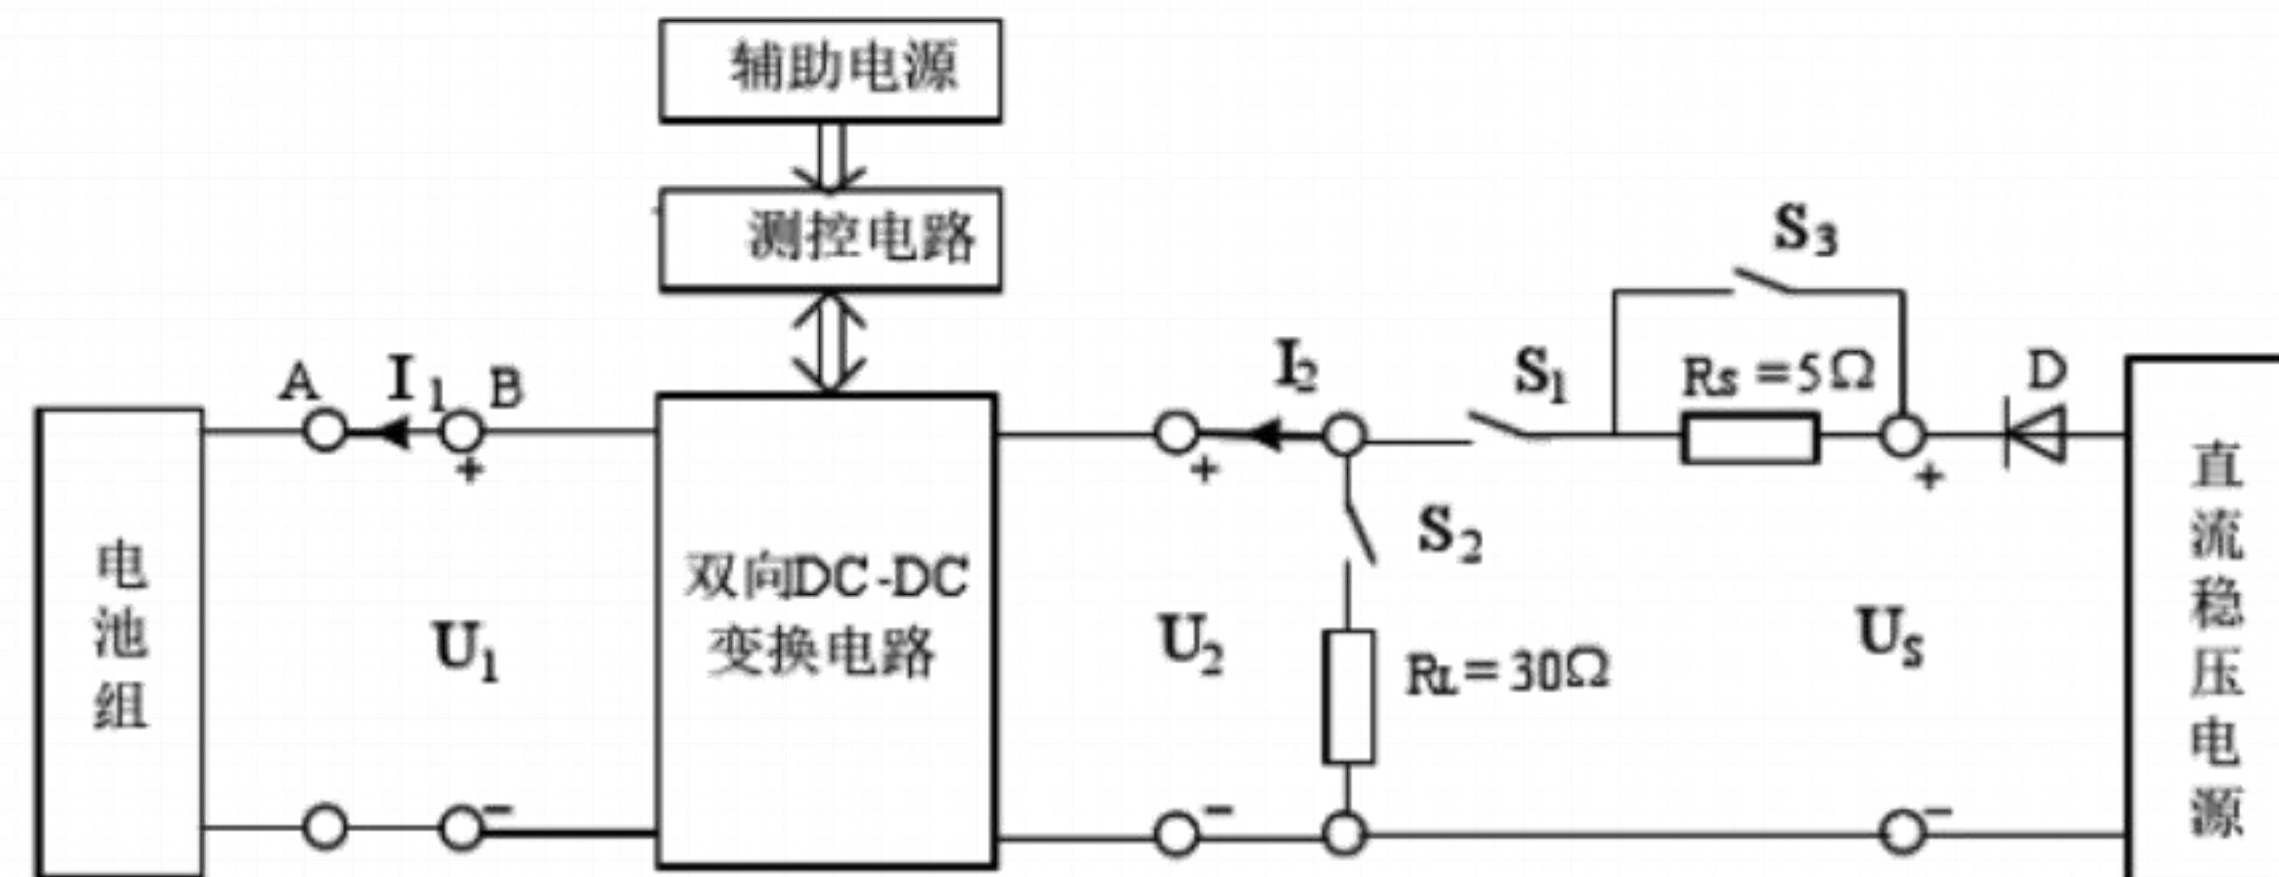 辅助电源
测控电路
S3
A I1 B
I2
S1
Rs=5Ω
D
+
+
+
电池组
U1
双向DC-DC
变换电路
U2
S2
RL=30Ω
Us
直流稳压电源
-
-
-